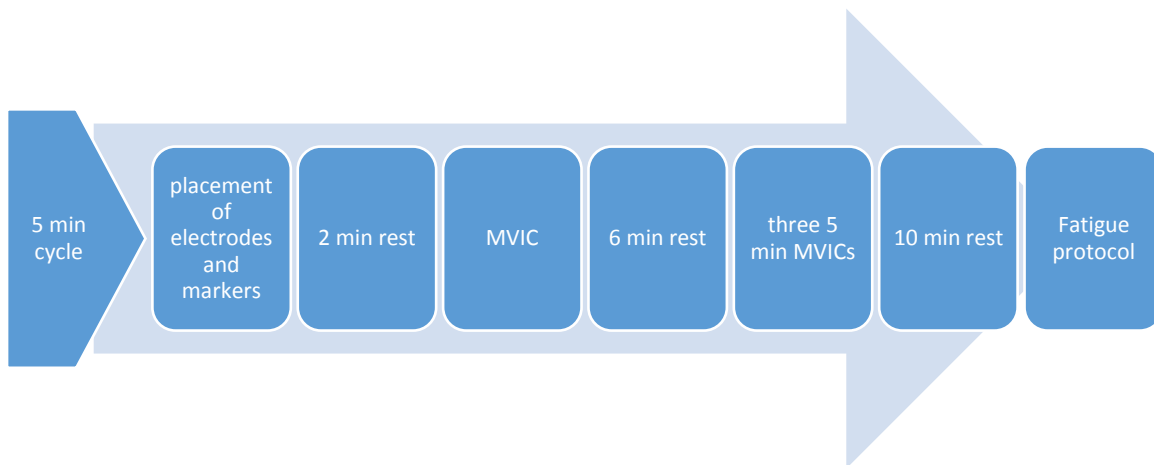 5 min
cycle
placement
of
electrodes
and
markers
2 min rest
MVIC
6 min rest
three 5
min MVICs
10 min rest
Fatigue
protocol